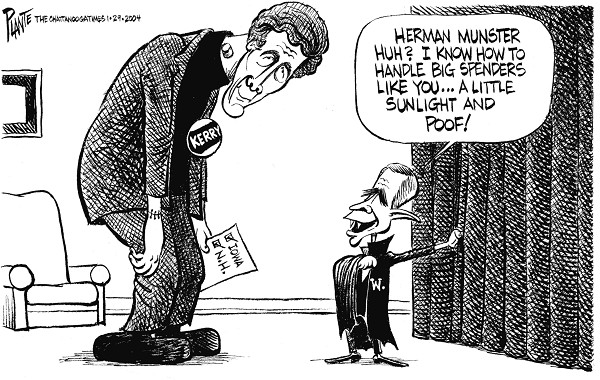 PLANTE THE CHATTANOOGA TIMES 1·29·2004
HERMAN MUNSTER
HUH? I KNOW HOW TO
HANDLE BIG SPENDERS
LIKE YOU... A LITTLE
SUNLIGHT AND
POOF!
KERRY
IOWA
N.H.
W.